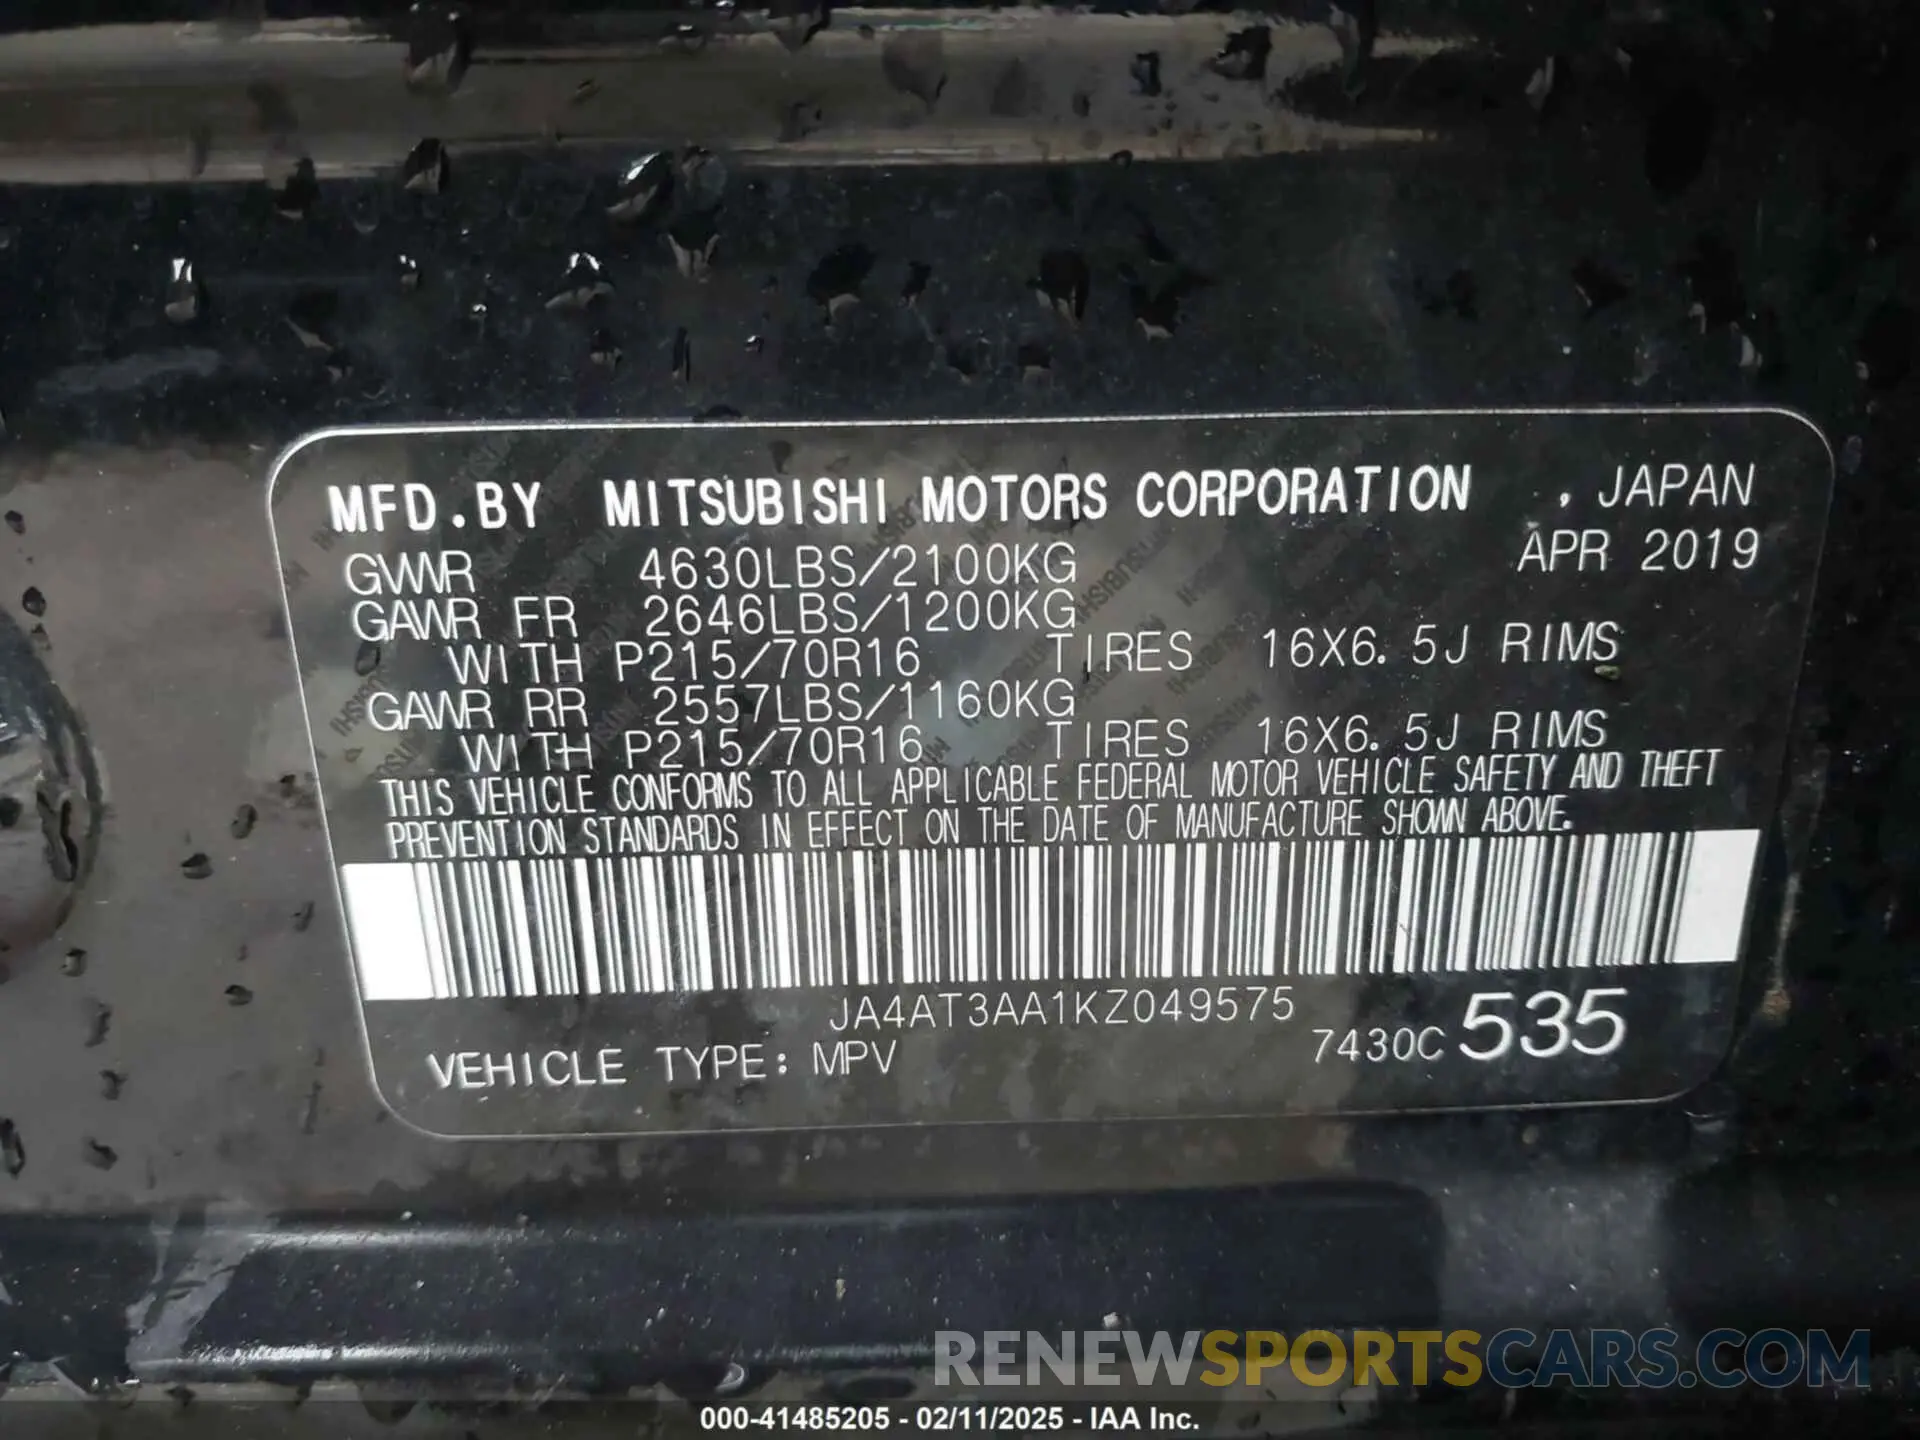 MFD.BY MITSUBISHI MOTORS CORPORATION , JAPAN
APR 2019
GVWR 4630LBS/2100KG
GAWR FR 2646LBS/1200KG
WITH P215/70R16 TIRES 16X6.5J RIMS
GAWR RR 2557LBS/1160KG
WITH P215/70R16 TIRES 16X6.5J RIMS
THIS VEHICLE CONFORMS TO ALL APPLICABLE FEDERAL MOTOR VEHICLE SAFETY AND THEFT
PREVENTION STANDARDS IN EFFECT ON THE DATE OF MANUFACTURE SHOWN ABOVE.
JA4AT3AA1KZ049575
VEHICLE TYPE: MPV 7430C 535
RENEWSPORTSCARS.COM
000-41485205 - 02/11/2025 - IAA Inc.